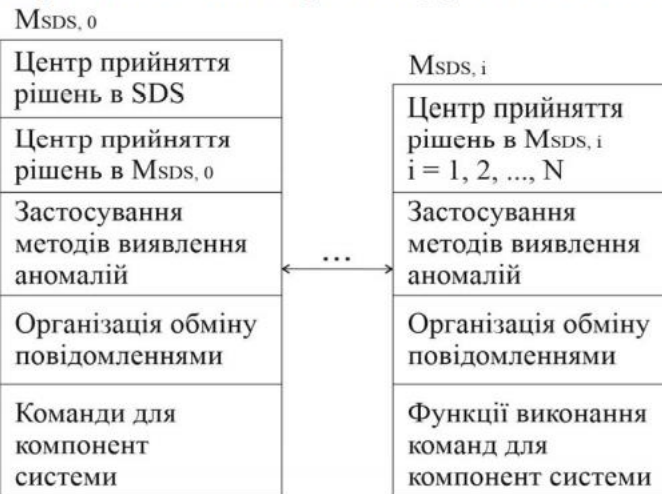 MSDS, 0
Центр прийняття
рішень в SDS
Центр прийняття
рішень в MSDS, 0
Застосування
методів виявлення
аномалій
Організація обміну
повідомленнями
Команди для
компонент
системи
...
MSDS, i
Центр прийняття
рішень в MSDS, i
i = 1, 2, ..., N
Застосування
методів виявлення
аномалій
Організація обміну
повідомленнями
Функції виконання
команд для
компонент системи